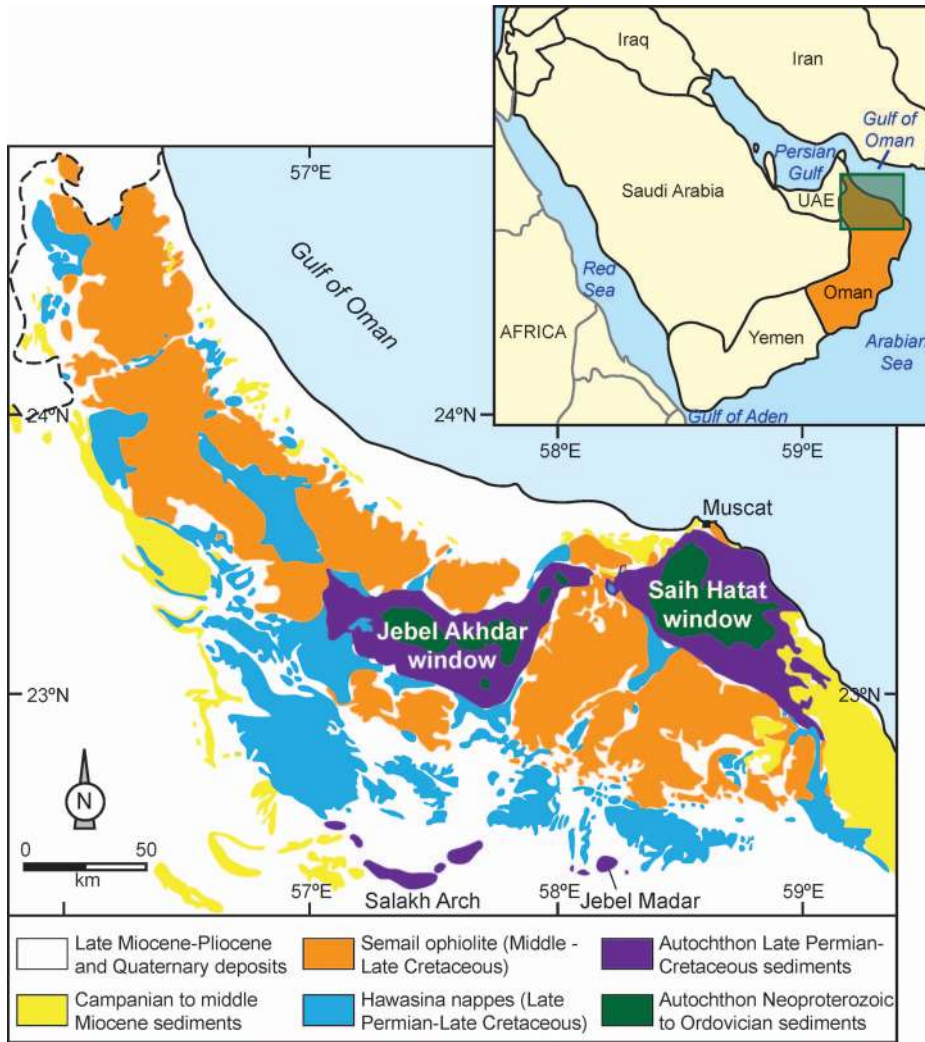 Iraq
Iran
Gulf of
Oman
Persian
Gulf
UAE
Saudi Arabia
Red
Sea
Oman
AFRICA
Yemen
Arabian
Sea
Gulf of Aden
57ºE
Gulf of Oman
24ºN
24ºN
58ºE
59ºE
Muscat
Saih Hatat
window
Jebel Akhdar
window
23ºN
23ºN
N
0
50
km
57ºE
58ºE
59ºE
Salakh Arch
Jebel Madar
Late Miocene-Pliocene
and Quaternary deposits
Semail ophiolite (Middle -
Late Cretaceous)
Autochthon Late Permian-
Cretaceous sediments
Campanian to middle
Miocene sediments
Hawasina nappes (Late
Permian-Late Cretaceous)
Autochthon Neoproterozoic
to Ordovician sediments